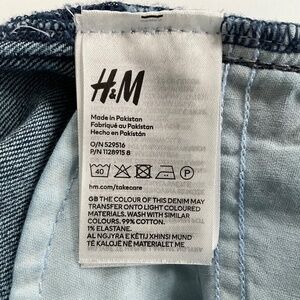 H&M
Made in Pakistan
Fabriqué au Pakistan
Hecho en Pakistán
O/N 529516
P/N 1128915 8
40 P
hm.com/takecare
GB THE COLOUR OF THIS DENIM MAY
TRANSFER ONTO LIGHT COLOURED
MATERIALS. WASH WITH SIMILAR
COLOURS. 99% COTTON.
1% ELASTANE.
AL NGJYRA E KËTIJ XHINSI MUND
TË KALOJË NË MATERIALET ME